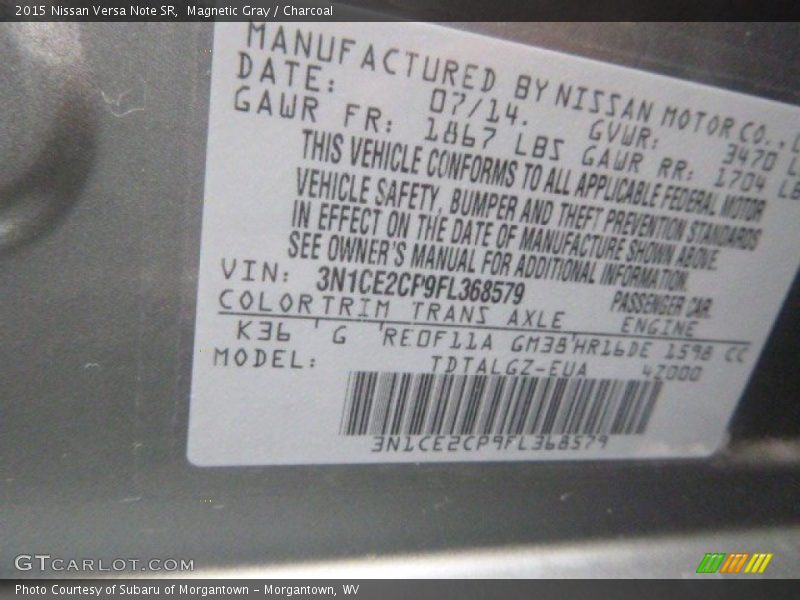 2015 Nissan Versa Note SR, Magnetic Gray / Charcoal
MANUFACTURED BY NISSAN MOTOR CO.,
DATE: 07/14. GVWR: 3470 L
GAWR FR: 1867 LBS GAWR RR: 1704 LB
THIS VEHICLE CONFORMS TO ALL APPLICABLE FEDERAL MOTOR
VEHICLE SAFETY, BUMPER AND THEFT PREVENTION STANDARDS
IN EFFECT ON THE DATE OF MANUFACTURE SHOWN ABOVE.
SEE OWNER'S MANUAL FOR ADDITIONAL INFORMATION.
VIN: 3N1CE2CP9FL368579 PASSENGER CAR.
COLOR TRIM TRANS AXLE ENGINE
K36 G RE0F11A GM38 HR16DE 1598 CC
MODEL: TDTALGZ-EUA 4Z000
3N1CE2CP9FL368579
GTCARLOT.COM
Photo Courtesy of Subaru of Morgantown - Morgantown, WV